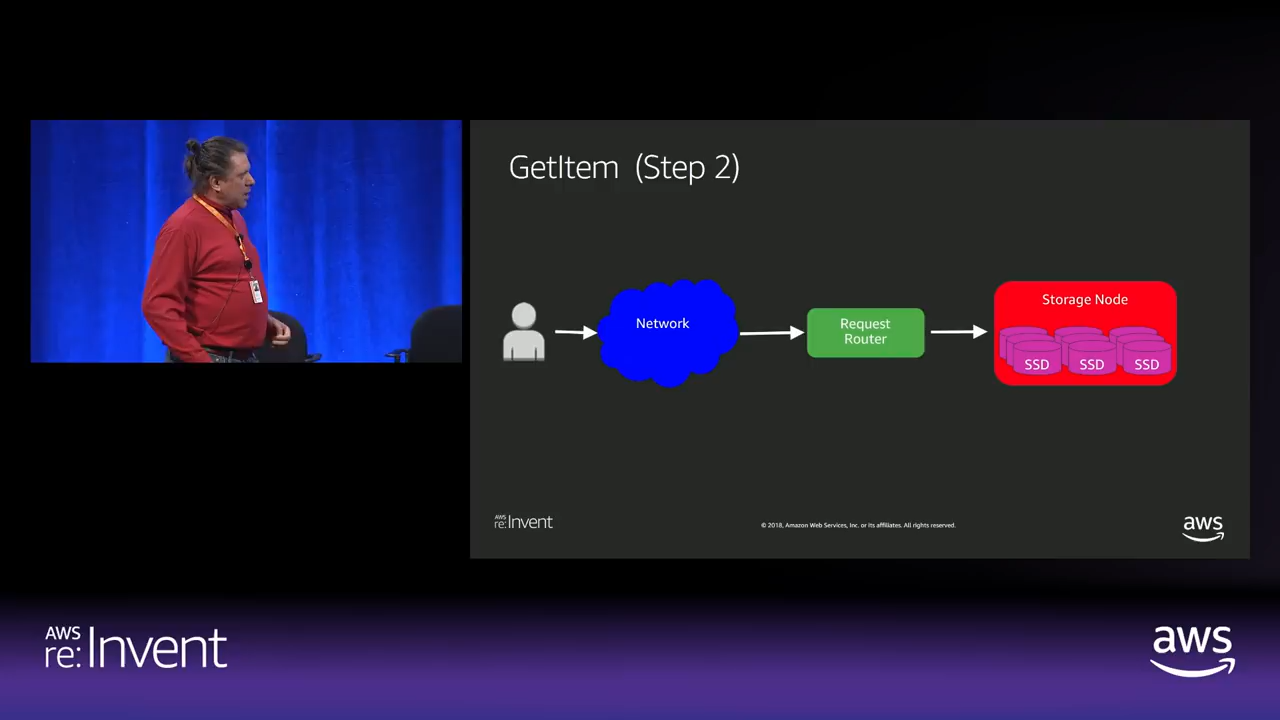 GetItem (Step 2)
Network
Request
Router
Storage Node
SSD
SSD
SSD
AWS
re:Invent
© 2018, Amazon Web Services, Inc. or its affiliates. All rights reserved.
aws
AWS
re:Invent
aws